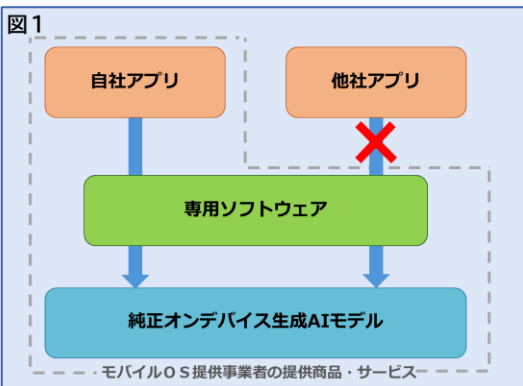 図1
自社アプリ
他社アプリ
専用ソフトウェア
純正オンデバイス生成AIモデル
モバイルOS提供事業者の提供商品・サービス